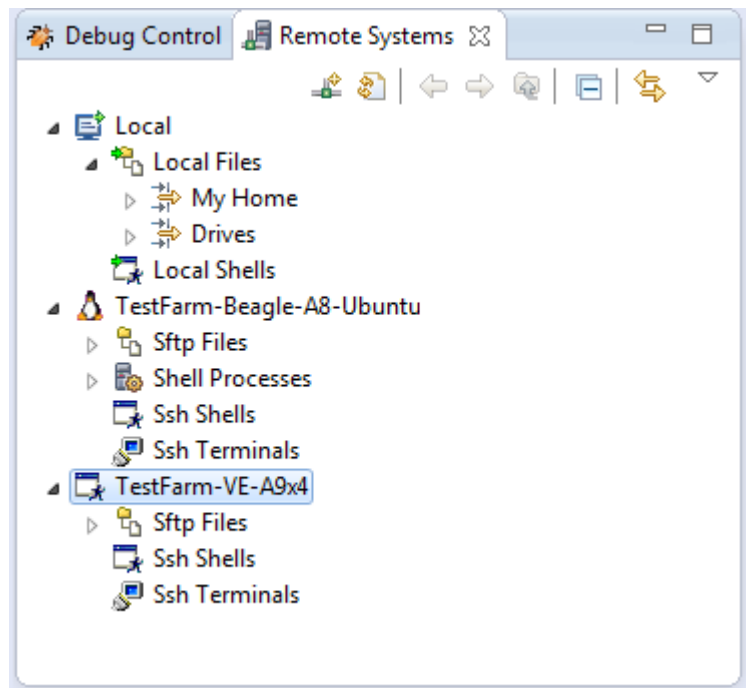 Debug Control Remote Systems
Local
Local Files
My Home
Drives
Local Shells
TestFarm-Beagle-A8-Ubuntu
Sftp Files
Shell Processes
Ssh Shells
Ssh Terminals
TestFarm-VE-A9x4
Sftp Files
Ssh Shells
Ssh Terminals